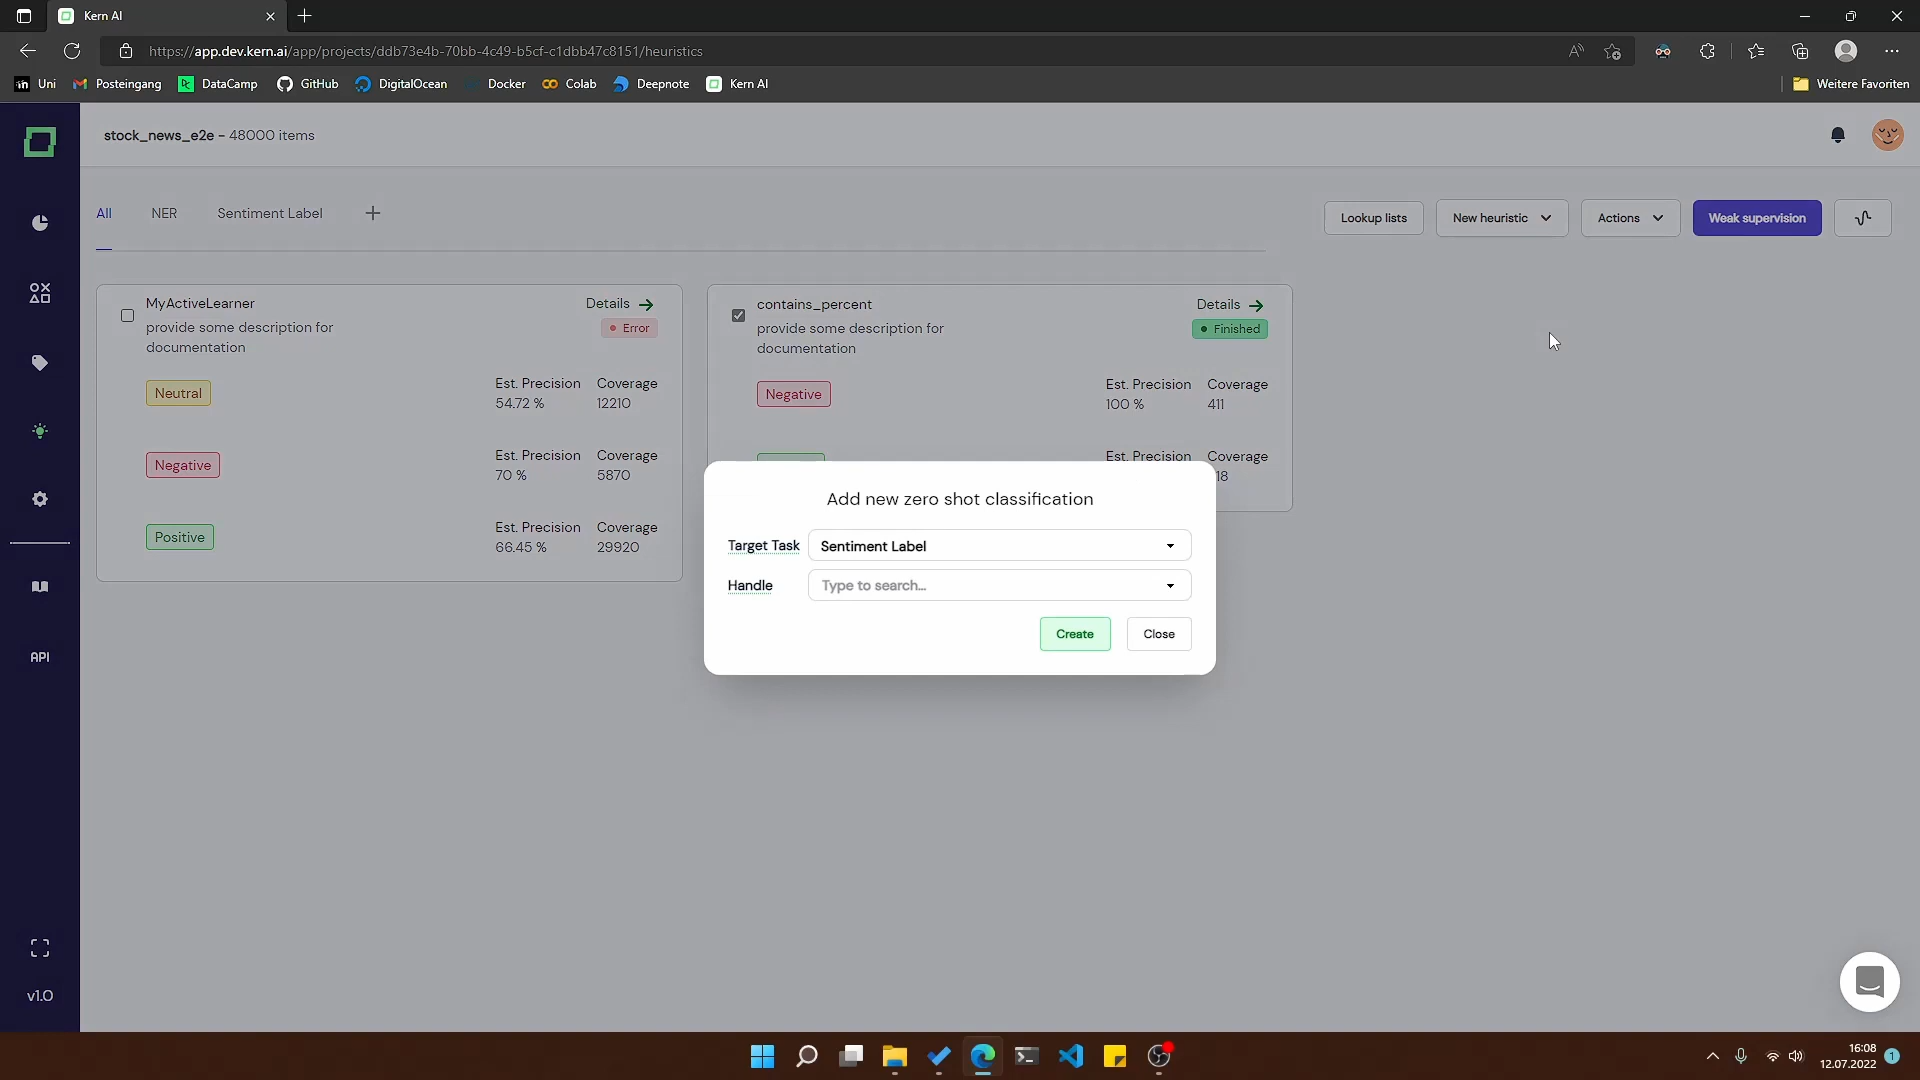 Kern AI
https://app.dev.kern.ai/app/projects/ddb73e4b-70bb-4c49-b5cf-c1dbb47c8151/heuristics
Uni
Posteingang
DataCamp
GitHub
DigitalOcean
Docker
Colab
Deepnote
Kern AI
Weitere Favoriten
stock_news_e2e - 48000 items
All
NER
Sentiment Label
Lookup lists
New heuristic
Actions
Weak supervision
MyActiveLearner
Details
provide some description for
documentation
Error
Neutral
Est. Precision
Coverage
54.72 %
12210
Negative
Est. Precision
Coverage
70 %
5870
Positive
Est. Precision
Coverage
66.45 %
29920
contains_percent
Details
provide some description for
documentation
Finished
Negative
Est. Precision
Coverage
100 %
411
Est. Precision
Coverage
18
Add new zero shot classification
Target Task
Sentiment Label
Handle
Type to search...
Create
Close
API
v1.0
16:08
12.07.2022
1